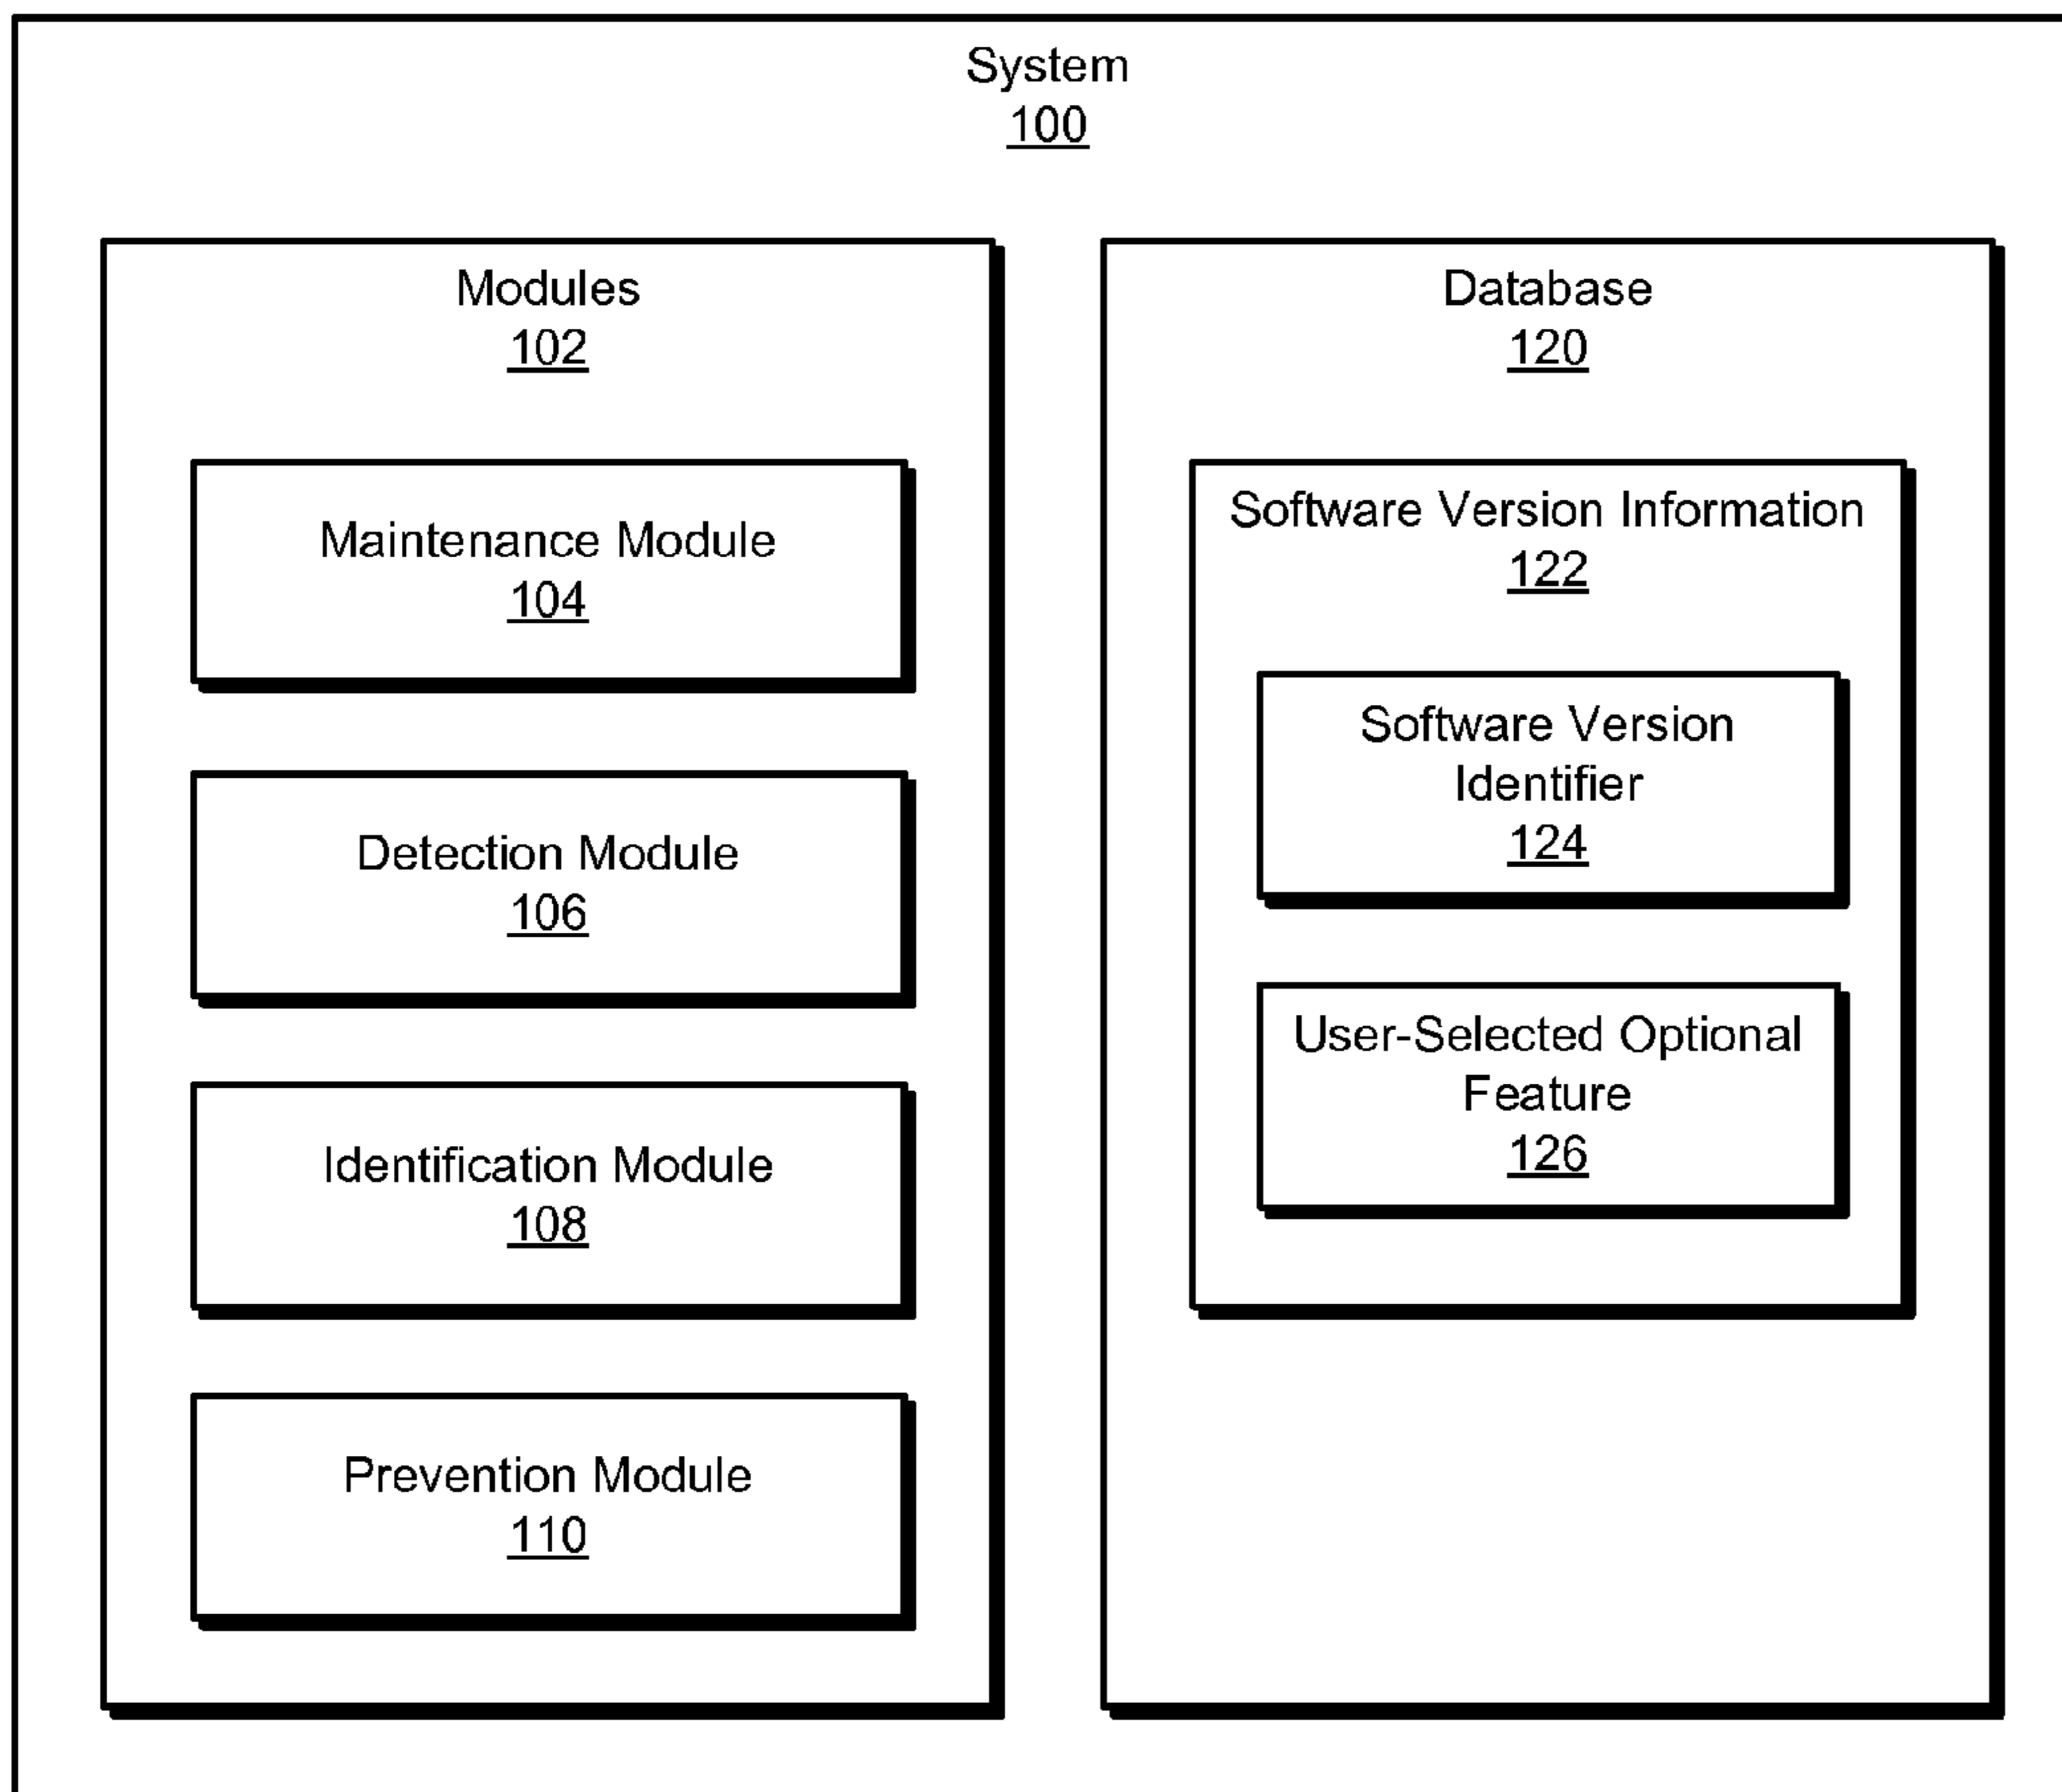 System
100
Modules
102
Maintenance Module
104
Detection Module
106
Identification Module
108
Prevention Module
110
Database
120
Software Version Information
122
Software Version
Identifier
124
User-Selected Optional
Feature
126